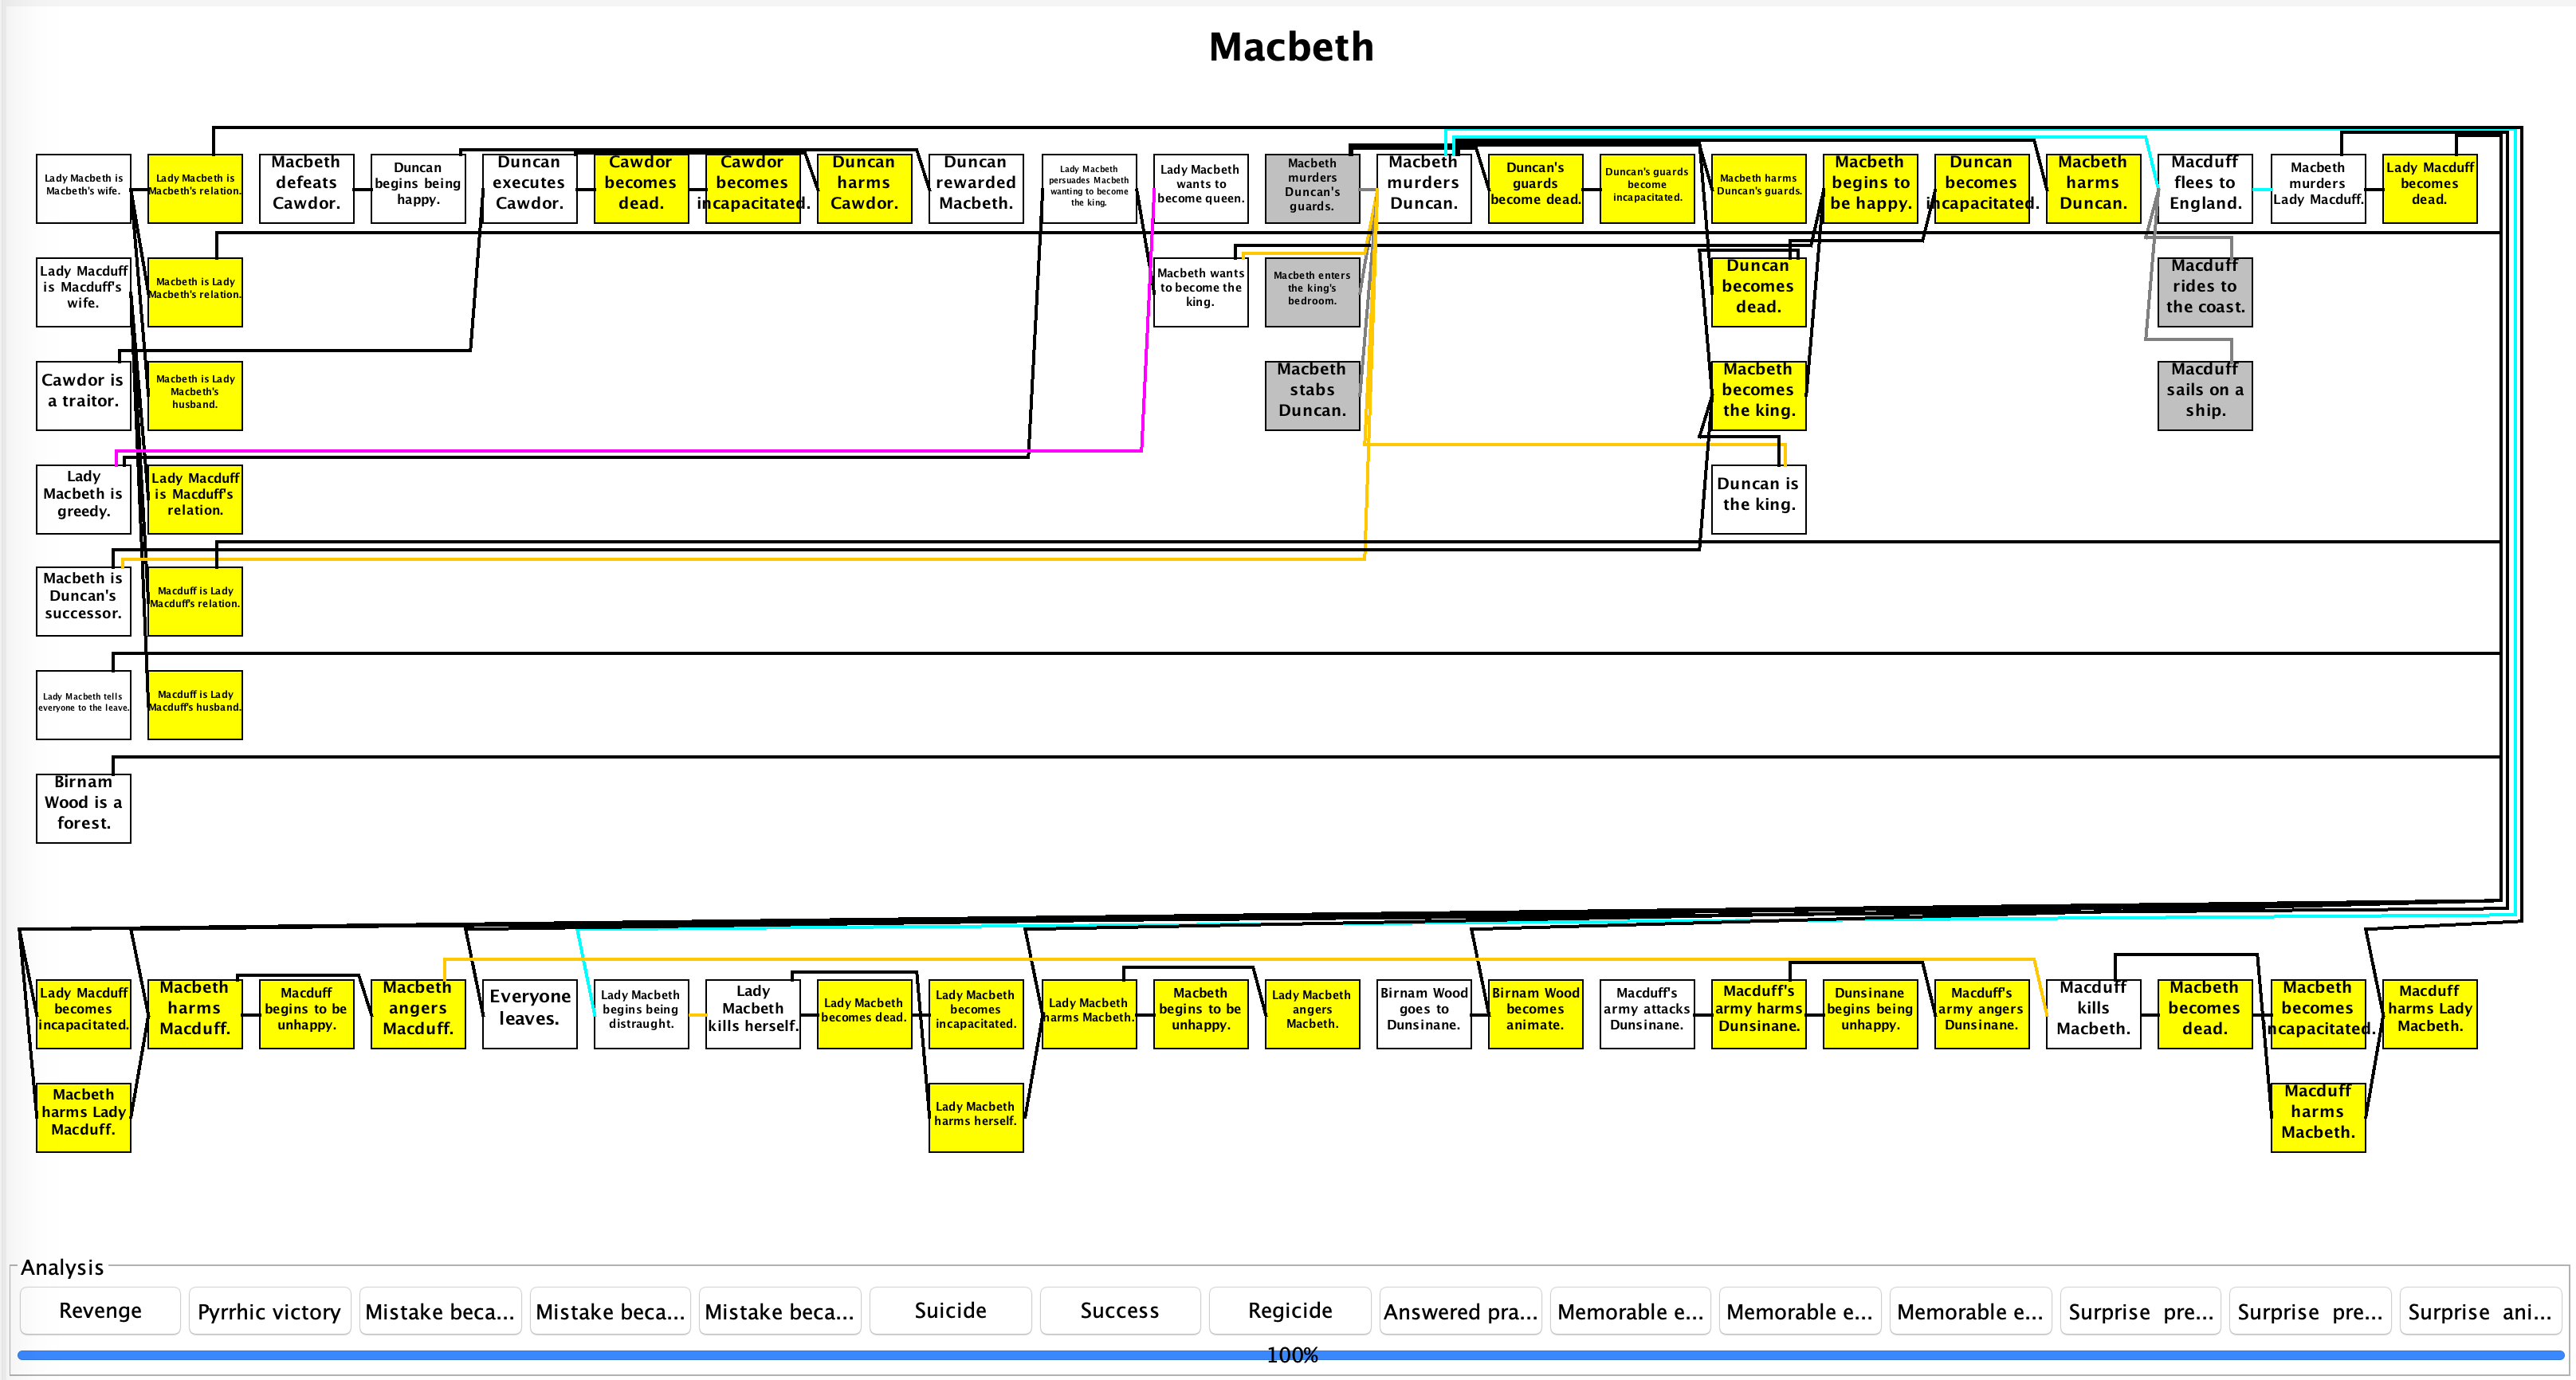 Macbeth
Lady Macbeth is
Macbeth's wife.
Lady Macbeth is
Macbeth's relation.
Macbeth
defeats
Cawdor.
Duncan
begins being
happy.
Duncan
executes
Cawdor.
Cawdor
becomes
dead.
Cawdor
becomes
incapacitated.
Duncan
harms
Cawdor.
Duncan
rewarded
Macbeth.
Lady Macbeth
persuades Macbeth
wanting to become
the king.
Lady Macbeth
wants to
become queen.
Macbeth
murders
Duncan's
guards.
Macbeth
murders
Duncan.
Duncan's
guards
become dead.
Duncan's guards
become
incapacitated.
Macbeth harms
Duncan's guards.
Macbeth
begins to
be happy.
Duncan
becomes
incapacitated.
Macbeth
harms
Duncan.
Macduff
flees to
England.
Macbeth
murders
Lady Macduff.
Lady Macduff
becomes
dead.
Lady Macduff
is Macduff's
wife.
Macbeth is Lady
Macbeth's relation.
Macbeth wants
to become the
king.
Macbeth enters
the king's
bedroom.
Duncan
becomes
dead.
Macduff
rides to
the coast.
Cawdor is
a traitor.
Macbeth is Lady
Macbeth's
husband.
Macbeth
stabs
Duncan.
Macbeth
becomes
the king.
Macduff
sails on a
ship.
Lady
Macbeth is
greedy.
Lady Macduff
is Macduff's
relation.
Duncan is
the king.
Macbeth is
Duncan's
successor.
Macduff is Lady
Macduff's relation.
Lady Macbeth tells
everyone to the leave.
Macduff is Lady
Macduff's husband.
Birnam
Wood is a
forest.
Lady Macduff
becomes
incapacitated.
Macbeth
harms
Macduff.
Macduff
begins to be
unhappy.
Macbeth
angers
Macduff.
Everyone
leaves.
Lady Macbeth
begins being
distraught.
Lady
Macbeth
kills herself.
Lady Macbeth
becomes dead.
Lady Macbeth
becomes
incapacitated.
Lady Macbeth
harms Macbeth.
Macbeth
begins to be
unhappy.
Lady Macbeth
angers
Macbeth.
Birnam Wood
goes to
Dunsinane.
Birnam Wood
becomes
animate.
Macduff's
army attacks
Dunsinane.
Macduff's
army harms
Dunsinane.
Dunsinane
begins being
unhappy.
Macduff's
army angers
Dunsinane.
Macduff
kills
Macbeth.
Macbeth
becomes
dead.
Macbeth
becomes
incapacitated.
Macduff
harms Lady
Macbeth.
Macbeth
harms Lady
Macduff.
Lady Macbeth
harms herself.
Macduff
harms
Macbeth.
Analysis
Revenge
Pyrrhic victory
Mistake beca...
Mistake beca...
Mistake beca...
Suicide
Success
Regicide
Answered pra...
Memorable e...
Memorable e...
Memorable e...
Surprise pre...
Surprise pre...
Surprise ani...
100%